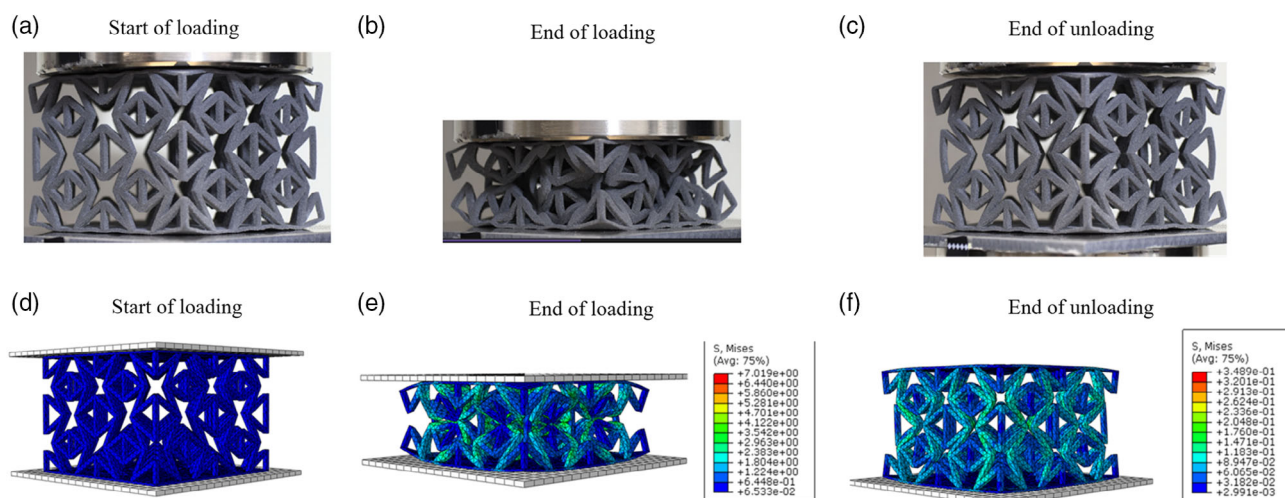 (a)
Start of loading
(b)
End of loading
(c)
End of unloading
(d)
Start of loading
(e)
End of loading
(f)
End of unloading
S, Mises
(Avg: 75%)
+7.019e+00
+6.440e+00
+5.860e+00
+5.281e+00
+4.701e+00
+4.122e+00
+3.542e+00
+2.963e+00
+2.383e+00
+1.804e+00
+1.224e+00
+6.448e-01
+6.533e-02
S, Mises
(Avg: 75%)
+3.489e-01
+3.201e-01
+2.913e-01
+2.624e-01
+2.336e-01
+2.048e-01
+1.760e-01
+1.471e-01
+1.183e-01
+8.947e-02
+6.065e-02
+3.182e-02
+2.991e-03